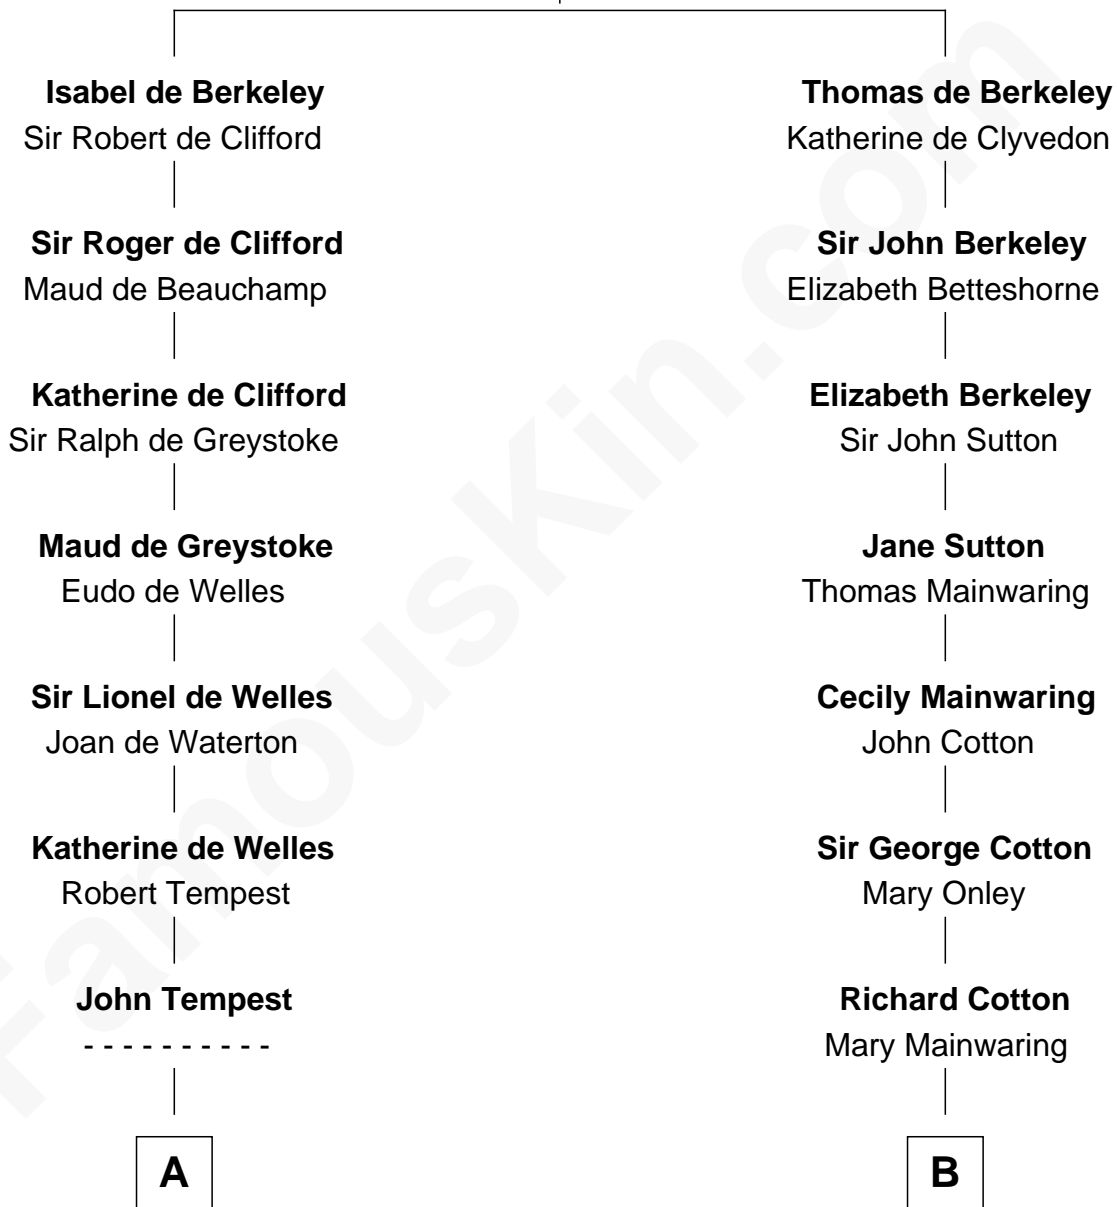 Isabel de Berkeley
Sir Robert de Clifford
Sir Roger de Clifford
Maud de Beauchamp
Katherine de Clifford
Sir Ralph de Greystoke
Maud de Greystoke
Eudo de Welles
Sir Lionel de Welles
Joan de Waterton
Katherine de Welles
Robert Tempest
John Tempest
- - - - - - - - - -
A
Thomas de Berkeley
Katherine de Clyvedon
Sir John Berkeley
Elizabeth Betteshorne
Elizabeth Berkeley
Sir John Sutton
Jane Sutton
Thomas Mainwaring
Cecily Mainwaring
John Cotton
Sir George Cotton
Mary Onley
Richard Cotton
Mary Mainwaring
B
FamousKin.com